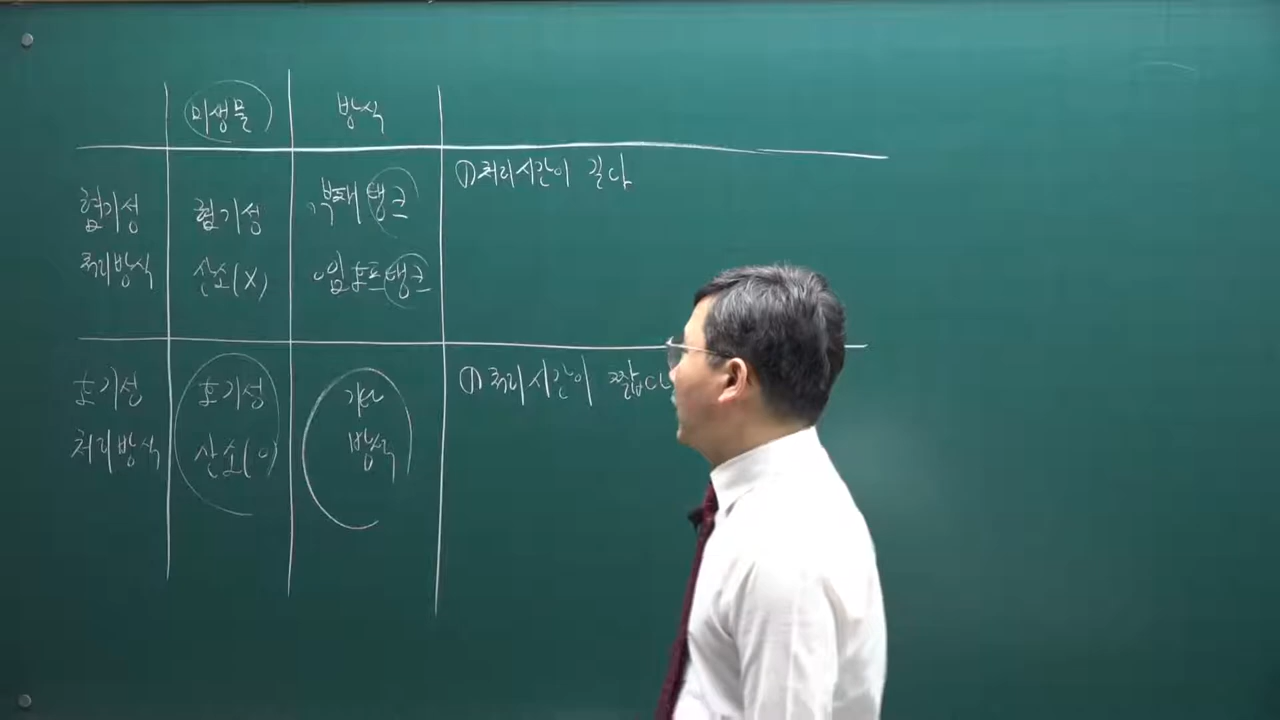 미생물 방식
혐기성 혐기성 부패탱크 ①처리시간이 길다
처리방식 산소(X) 임호프탱크
호기성 호기성 기타 ①처리시간이 짧다
처리방식 산소(○) 방식